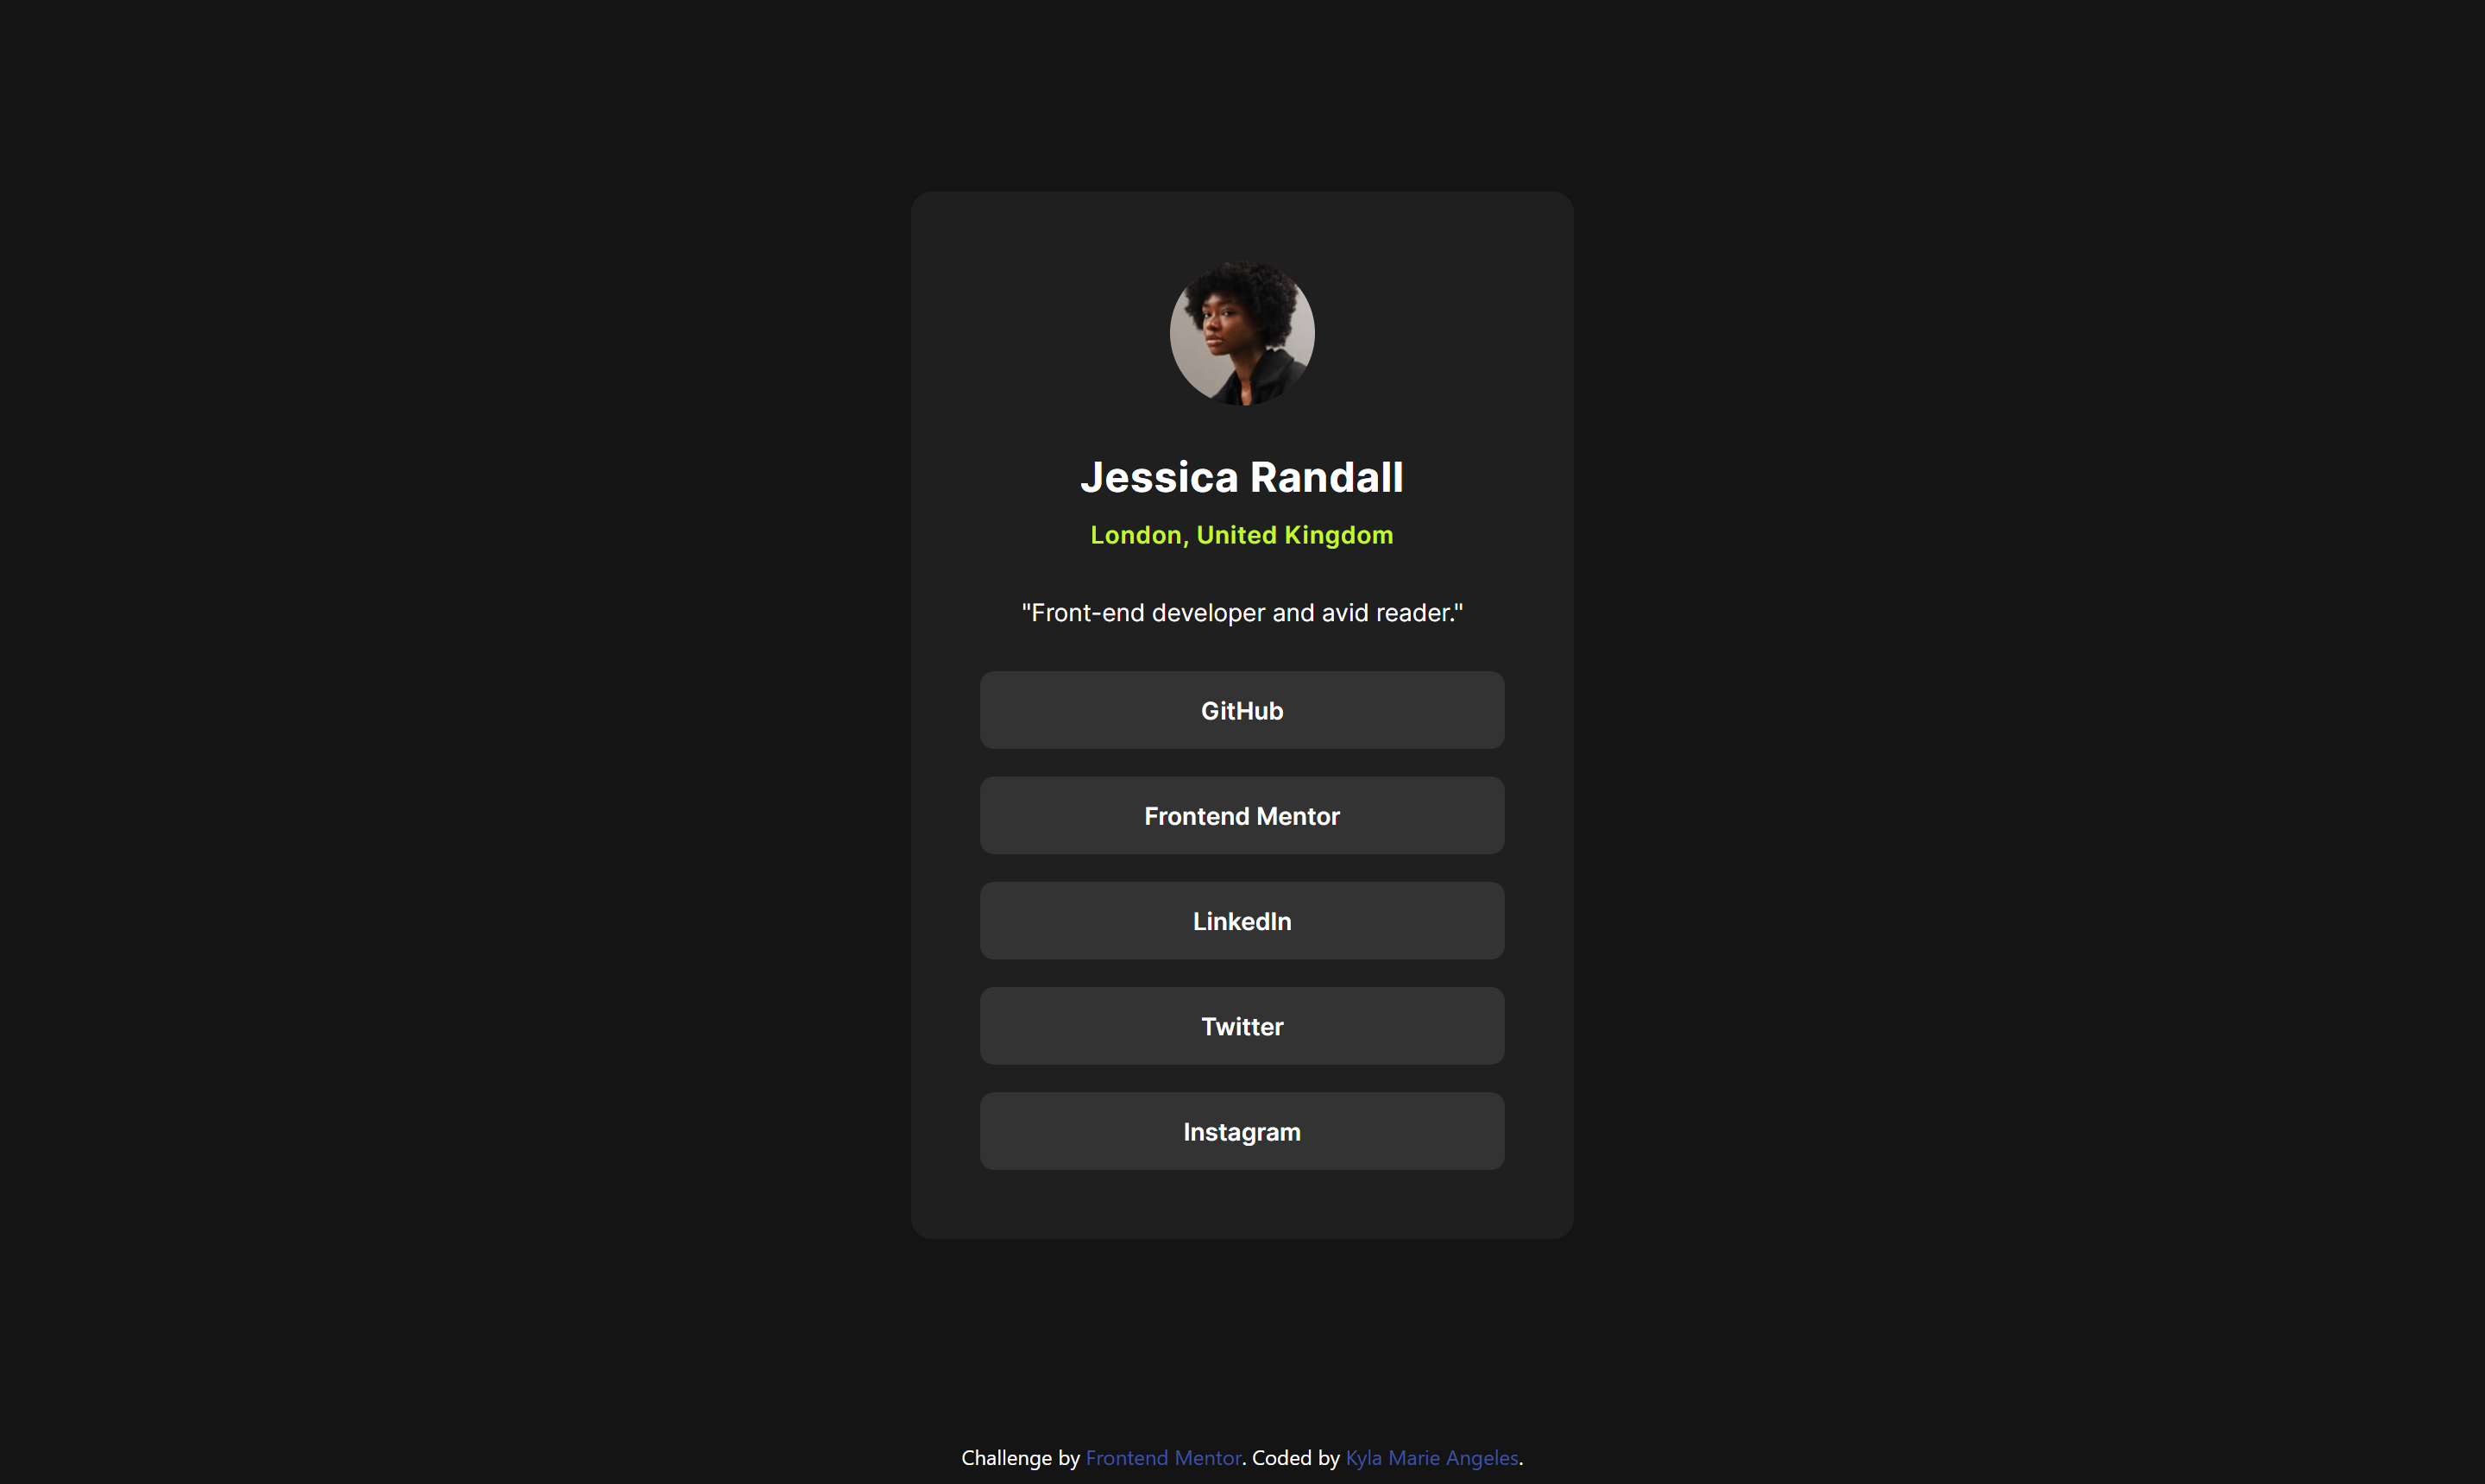 Jessica Randall
London, United Kingdom
"Front-end developer and avid reader."
GitHub
Frontend Mentor
LinkedIn
Twitter
Instagram
Challenge by Frontend Mentor. Coded by Kyla Marie Angeles.